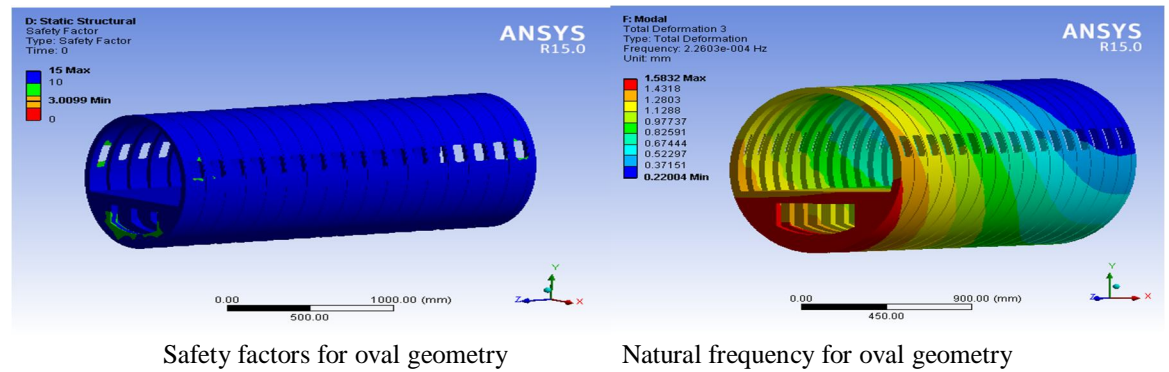 D: Static Structural
Safety Factor
Type: Safety Factor
Time: 0
ANSYS
R15.0
15 Max
10
3.0099 Min
0
Y
Z
X
0.00
1000.00 (mm)
500.00
F: Modal
Total Deformation 3
Type: Total Deformation
Frequency: 2.2603e-004 Hz
Unit: mm
ANSYS
R15.0
1.5832 Max
1.4318
1.2803
1.1288
0.97737
0.82591
0.67444
0.52297
0.37151
0.22004 Min
Y
Z
X
0.00
900.00 (mm)
450.00
Safety factors for oval geometry
Natural frequency for oval geometry